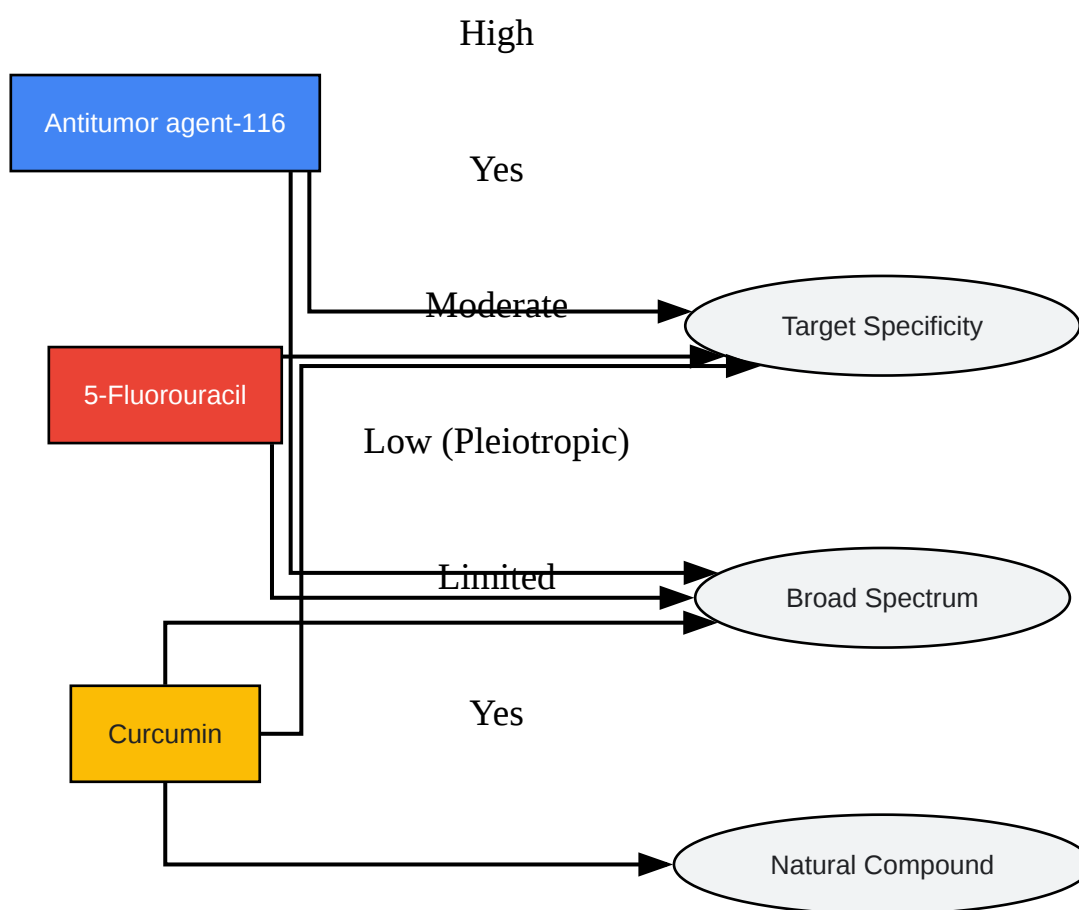 High
Antitumor agent-116
Yes
Moderate
Target Specificity
5-Fluorouracil
Low (Pleiotropic)
Limited
Broad Spectrum
Yes
Curcumin
Natural Compound